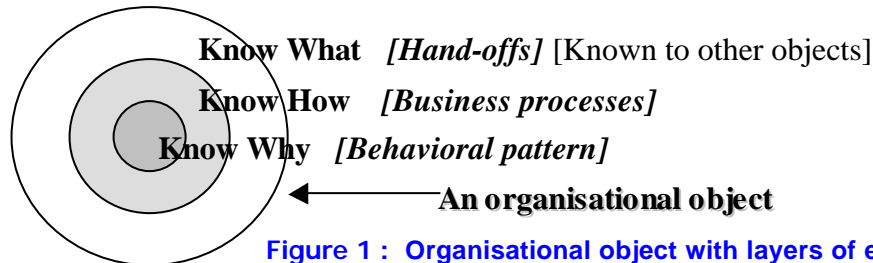 Know What [Hand-offs] [Known to other objects]
Know How [Business processes]
Know Why [Behavioral pattern]
An organisational object
Figure 1 : Organisational object with layers of e